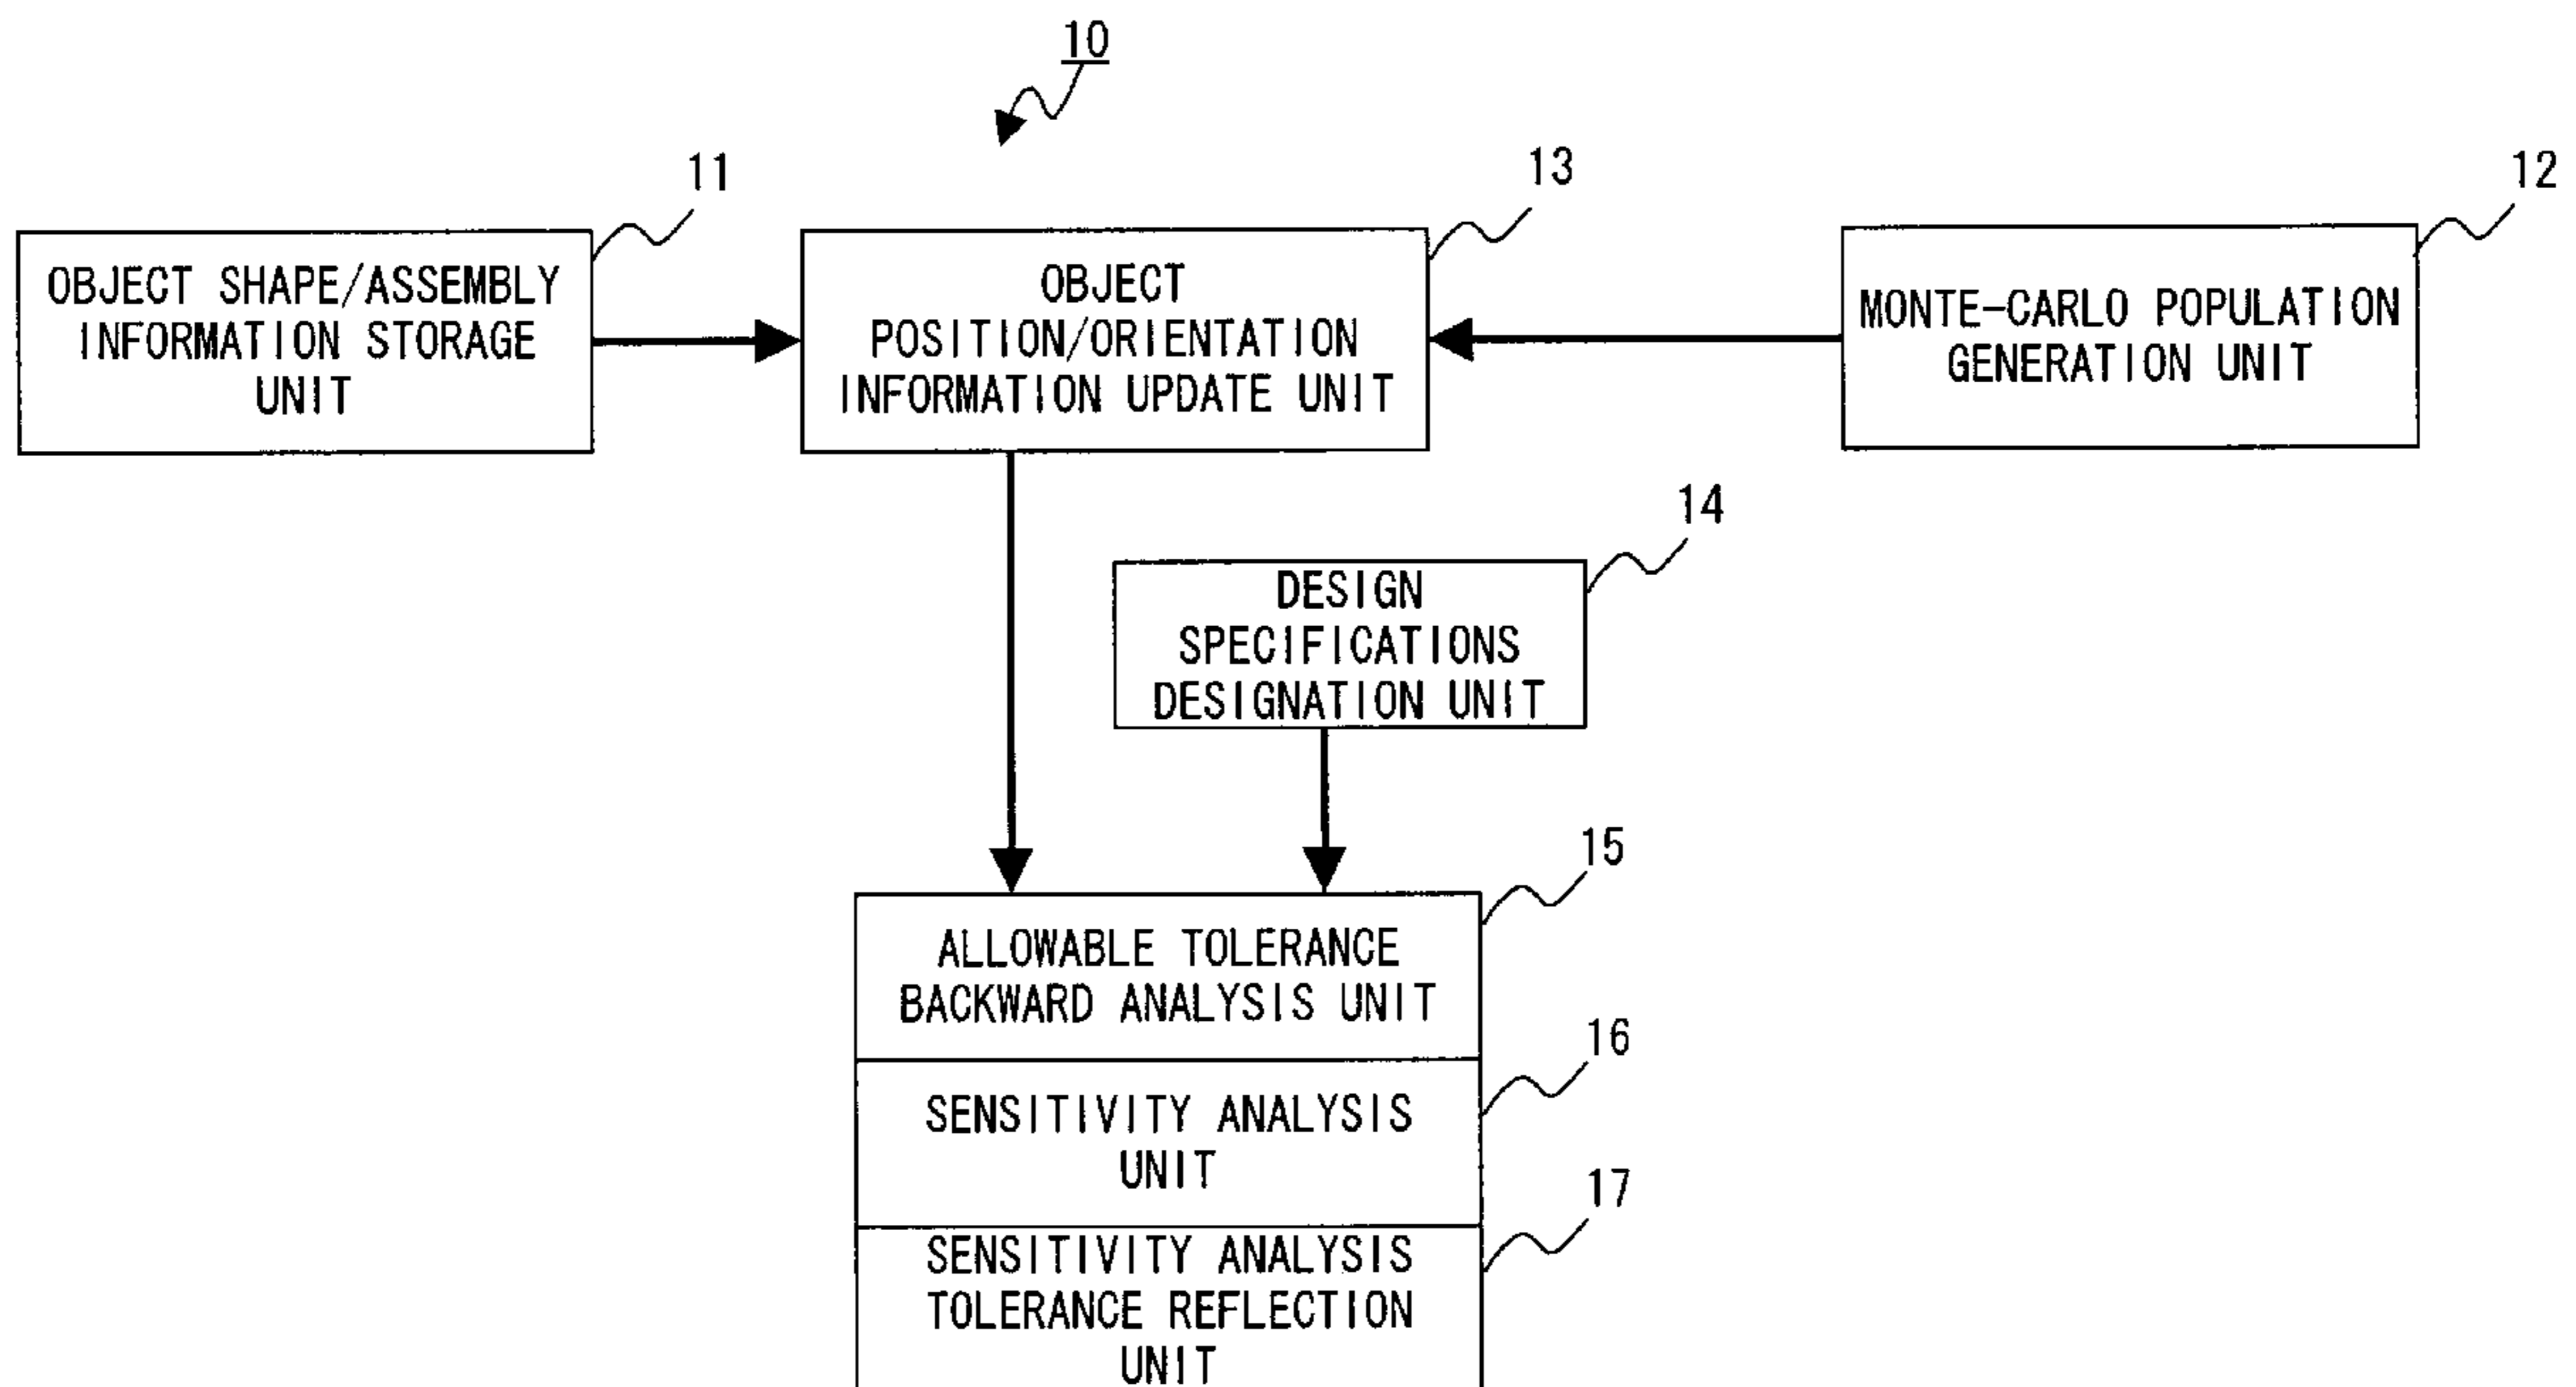 10
11
OBJECT SHAPE/ASSEMBLY
INFORMATION STORAGE
UNIT
13
OBJECT
POSITION/ORIENTATION
INFORMATION UPDATE UNIT
12
MONTE-CARLO POPULATION
GENERATION UNIT
14
DESIGN
SPECIFICATIONS
DESIGNATION UNIT
15
ALLOWABLE TOLERANCE
BACKWARD ANALYSIS UNIT
16
SENSITIVITY ANALYSIS
UNIT
17
SENSITIVITY ANALYSIS
TOLERANCE REFLECTION
UNIT